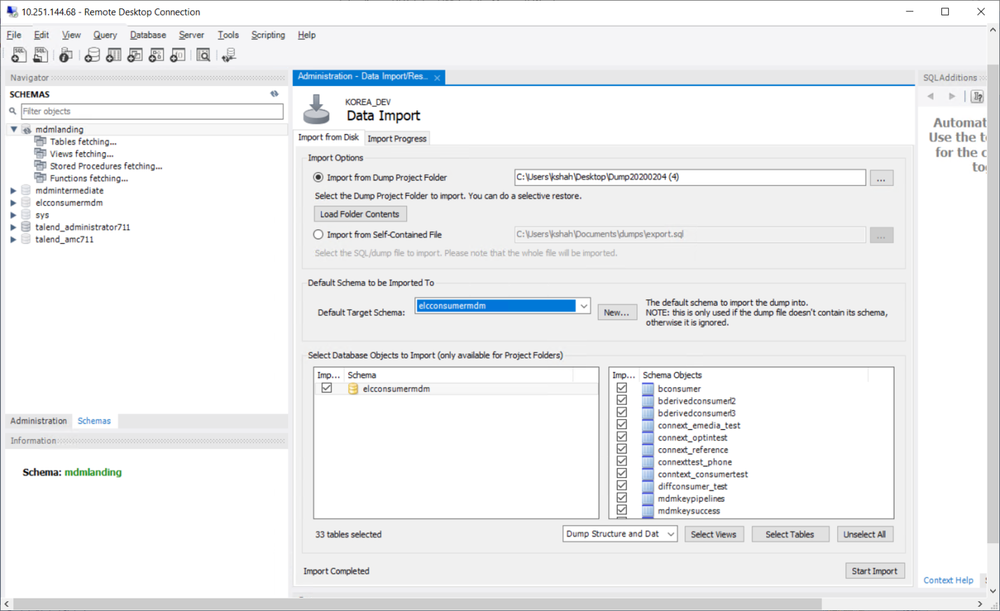 10.251.144.68 - Remote Desktop Connection
File Edit View Query Database Server Tools Scripting Help
Navigator
SCHEMAS
Filter objects
mdmlanding
Tables fetching...
Views fetching...
Stored Procedures fetching...
Functions fetching...
mdmintermediate
elcconsumermdm
sys
talend_administrator711
talend_amc711
Administration Schemas
Information
Schema: mdmlanding
Administration - Data Import/Res...
KOREA_DEV
Data Import
Import from Disk Import Progress
Import Options
Import from Dump Project Folder C:\Users\kshah\Desktop\Dump20200204 (4) ...
Select the Dump Project Folder to import. You can do a selective restore.
Load Folder Contents
Import from Self-Contained File C:\Users\kshah\Documents\dumps\export.sql ...
Select the SQL/dump file to import. Please note that the whole file will be imported.
Default Schema to be Imported To
Default Target Schema: elcconsumermdm New...
The default schema to import the dump into.
NOTE: this is only used if the dump file doesn't contain its schema,
otherwise it is ignored.
Select Database Objects to Import (only available for Project Folders)
Imp... Schema
elcconsumermdm
Imp... Schema Objects
bconsumer
bderivedconsumerl2
bderivedconsumerl3
connext_emedia_test
connext_optintest
connext_reference
connexttest_phone
conntext_consumertest
diffconsumer_test
mdmkeypipelines
mdmkeysuccess
33 tables selected Dump Structure and Dat Select Views Select Tables Unselect All
Import Completed Start Import
SQLAdditions
Automat
Use the t
for the c
tog
Context Help